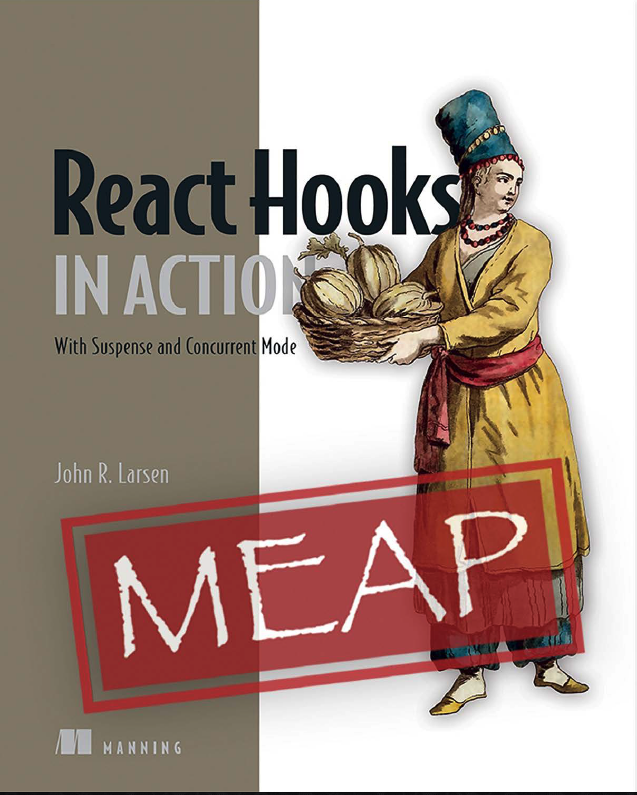 React Hooks
IN ACTION
With Suspense and Concurrent Mode
John R. Larsen
MEAP
MANNING